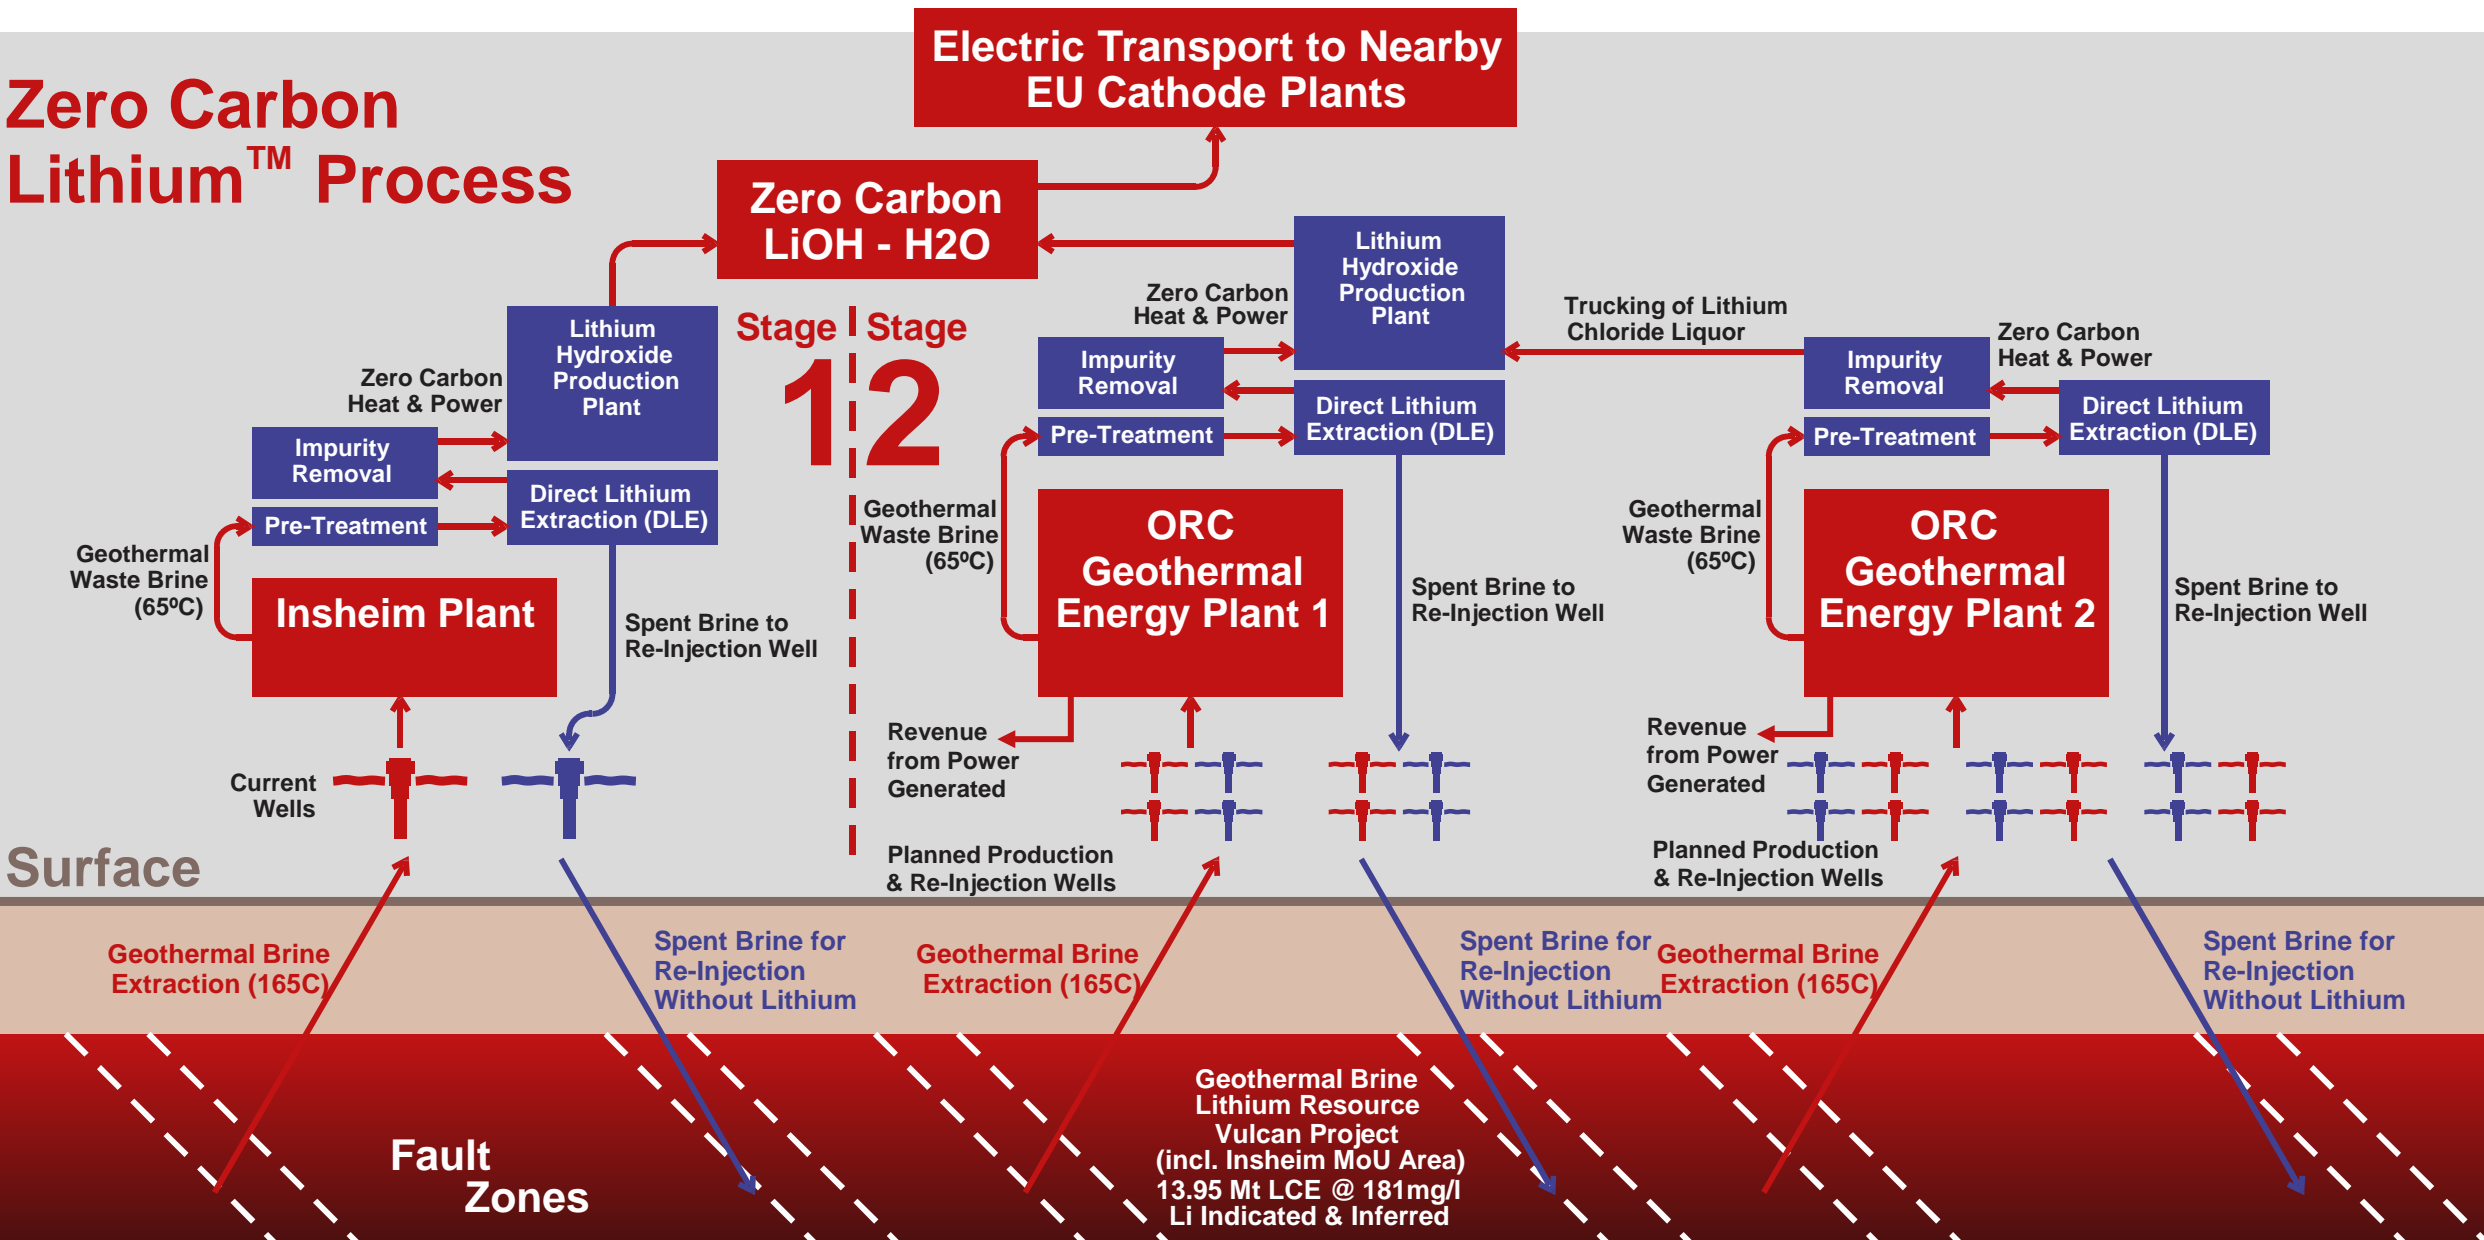 Electric Transport to Nearby
EU Cathode Plants
Zero Carbon
Lithium™ Process
Zero Carbon
LiOH - H2O
Stage
1
Stage
2
Lithium
Hydroxide
Production
Plant
Zero Carbon
Heat & Power
Impurity
Removal
Direct Lithium
Extraction (DLE)
Pre-Treatment
Geothermal
Waste Brine
(65ºC)
Insheim Plant
Spent Brine to
Re-Injection Well
Current
Wells
Lithium
Hydroxide
Production
Plant
Zero Carbon
Heat & Power
Impurity
Removal
Direct Lithium
Extraction (DLE)
Pre-Treatment
Geothermal
Waste Brine
(65ºC)
ORC
Geothermal
Energy Plant 1
Spent Brine to
Re-Injection Well
Revenue
from Power
Generated
Planned Production
& Re-Injection Wells
Trucking of Lithium
Chloride Liquor
Impurity
Removal
Zero Carbon
Heat & Power
Direct Lithium
Extraction (DLE)
Pre-Treatment
Geothermal
Waste Brine
(65ºC)
ORC
Geothermal
Energy Plant 2
Spent Brine to
Re-Injection Well
Revenue
from Power
Generated
Planned Production
& Re-Injection Wells
Surface
Geothermal Brine
Extraction (165C)
Spent Brine for
Re-Injection
Without Lithium
Geothermal Brine
Extraction (165C)
Spent Brine for
Re-Injection
Without Lithium
Geothermal Brine
Extraction (165C)
Spent Brine for
Re-Injection
Without Lithium
Fault
Zones
Geothermal Brine
Lithium Resource
Vulcan Project
(incl. Insheim MoU Area)
13.95 Mt LCE @ 181mg/l
Li Indicated & Inferred